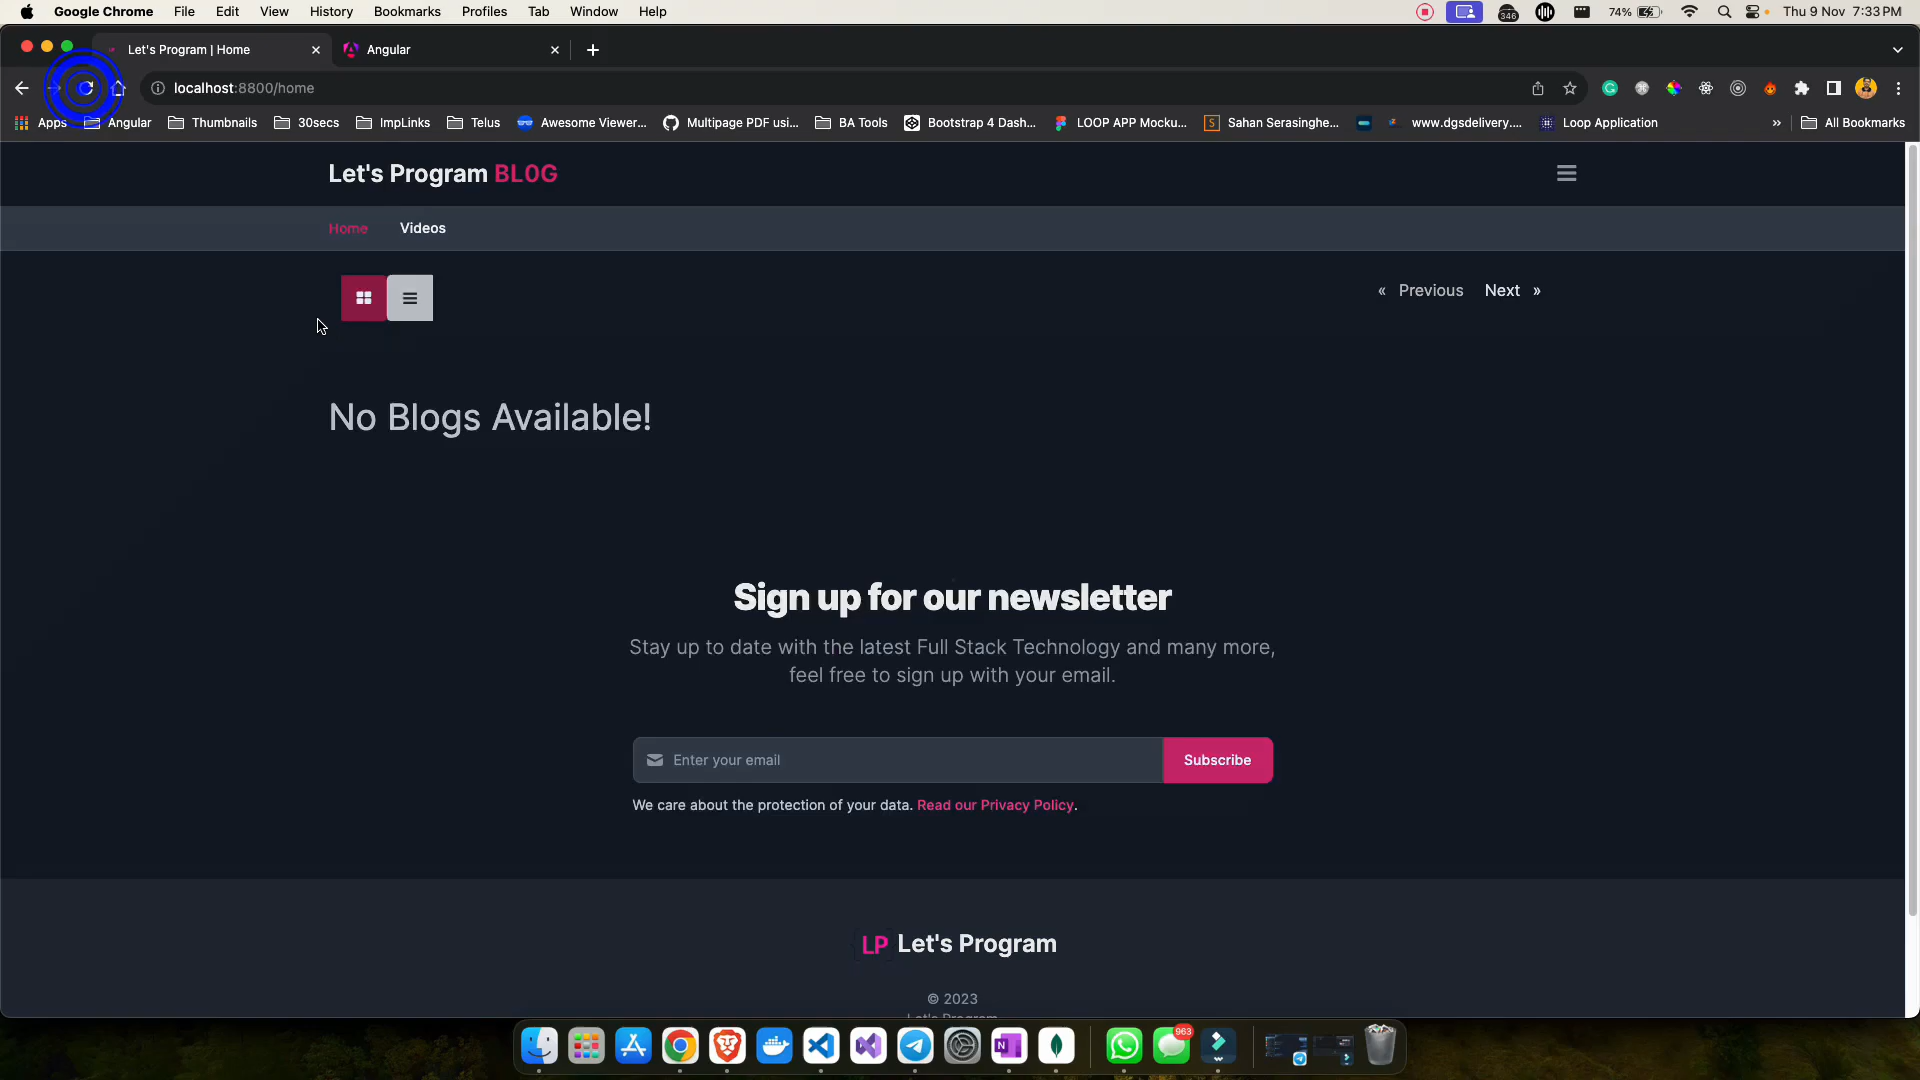 Google Chrome File Edit View History Bookmarks Profiles Tab Window Help 346 74% Thu 9 Nov 7:33 PM
Let's Program | Home Angular
localhost:8800/home
Apps Angular Thumbnails 30secs ImpLinks Telus Awesome Viewer... Multipage PDF usi... BA Tools Bootstrap 4 Dash... LOOP APP Mocku... Sahan Serasinghe... www.dgsdelivery.... Loop Application » All Bookmarks
Let's Program BL0G
Home Videos
« Previous Next »
No Blogs Available!
Sign up for our newsletter
Stay up to date with the latest Full Stack Technology and many more,
feel free to sign up with your email.
Enter your email Subscribe
We care about the protection of your data. Read our Privacy Policy.
LP Let's Program
© 2023
Let's Program
963